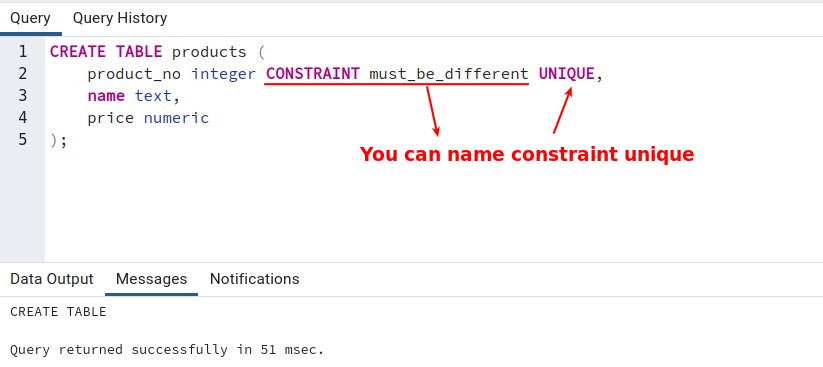 Query Query History
1 CREATE TABLE products (
2 product_no integer CONSTRAINT must_be_different UNIQUE,
3 name text,
4 price numeric
5 );
You can name constraint unique
Data Output Messages Notifications
CREATE TABLE
Query returned successfully in 51 msec.